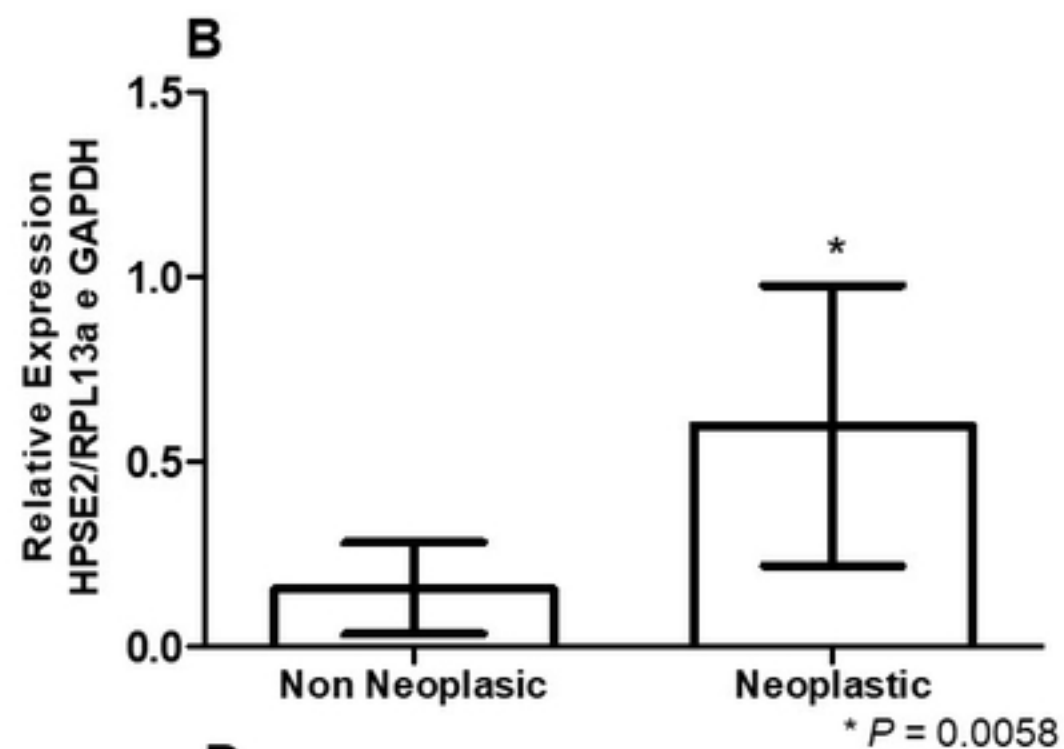 B
Relative Expression
HPSE2/RPL13a e GAPDH
1.5
1.0
0.5
0.0
*
Non Neoplasic
Neoplastic
* P = 0.0058